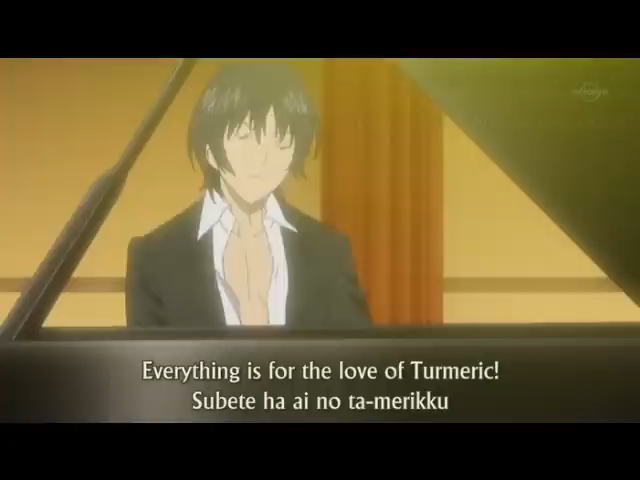 Everything is for the love of Turmeric!
Subete ha ai no ta-merikku